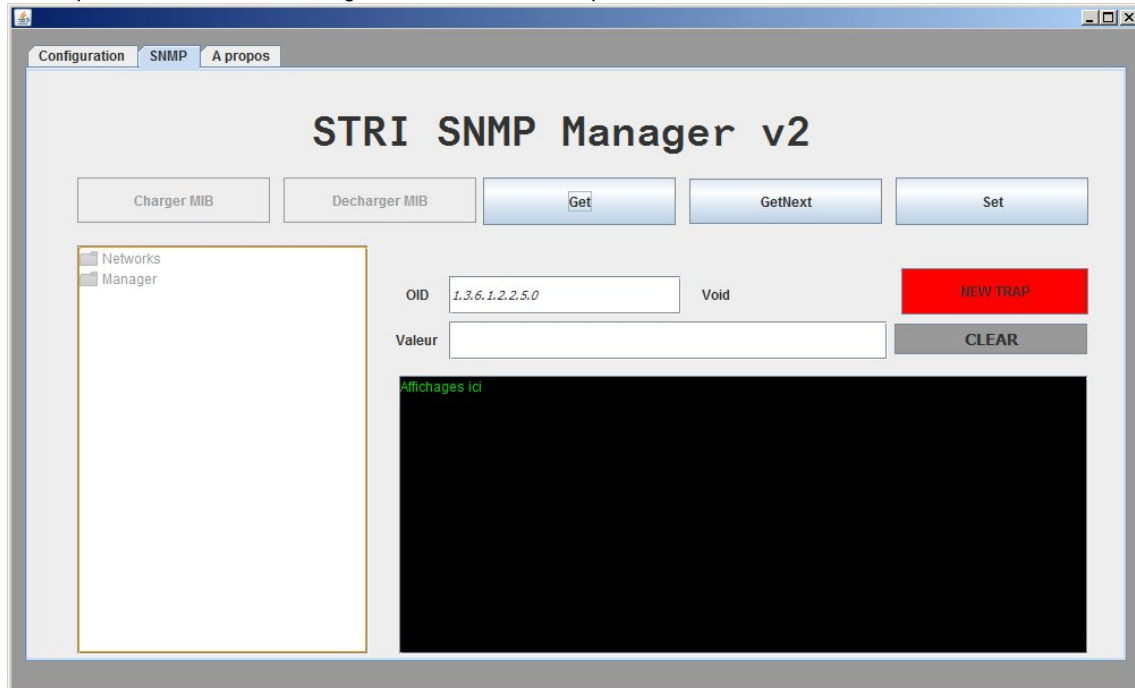 Configuration SNMP A propos
STRI SNMP Manager v2
Charger MIB Decharger MIB Get GetNext Set
Networks
Manager
OID 1.3.6.1.2.2.5.0 Void NEW TRAP
Valeur CLEAR
Affichages ici